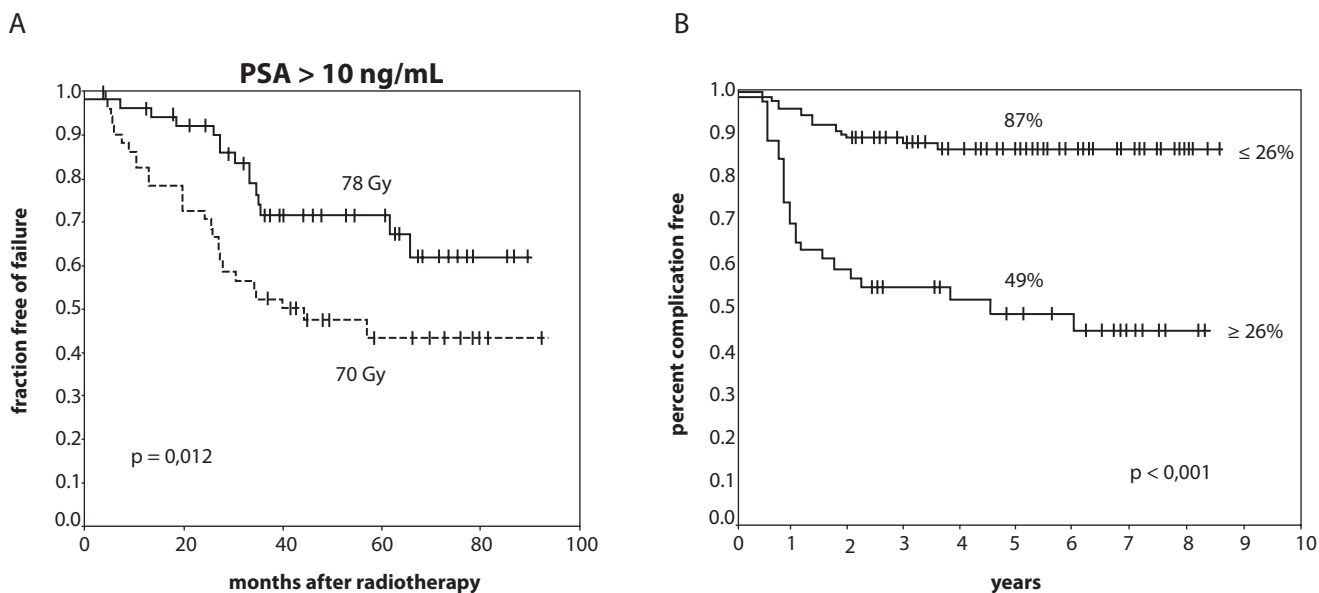 A
PSA > 10 ng/mL
1.0
0.9
0.8
0.7
0.6
0.5
0.4
0.3
0.2
0.1
0.0
fraction free of failure
78 Gy
70 Gy
p = 0,012
0 20 40 60 80 100
months after radiotherapy
B
1.0
0.9
0.8
0.7
0.6
0.5
0.4
0.3
0.2
0.1
0.0
percent complication free
87%
≤ 26%
49%
≥ 26%
p < 0,001
0 1 2 3 4 5 6 7 8 9 10
years